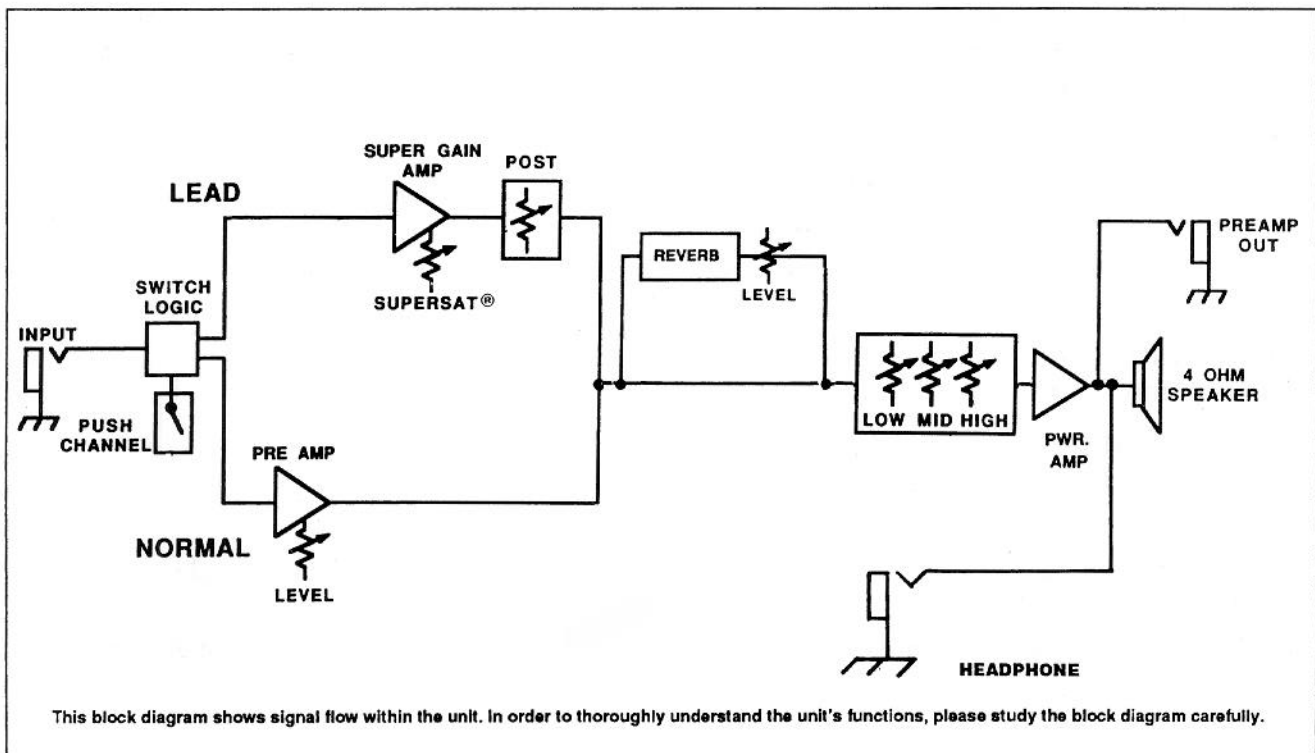 SUPER GAIN
AMP
POST
LEAD
PREAMP
OUT
REVERB
LEVEL
SWITCH
LOGIC
SUPERSAT®
INPUT
4 OHM
SPEAKER
LOW MID HIGH
PUSH
CHANNEL
PRE AMP
PWR.
AMP
NORMAL
LEVEL
HEADPHONE
This block diagram shows signal flow within the unit. In order to thoroughly understand the unit's functions, please study the block diagram carefully.